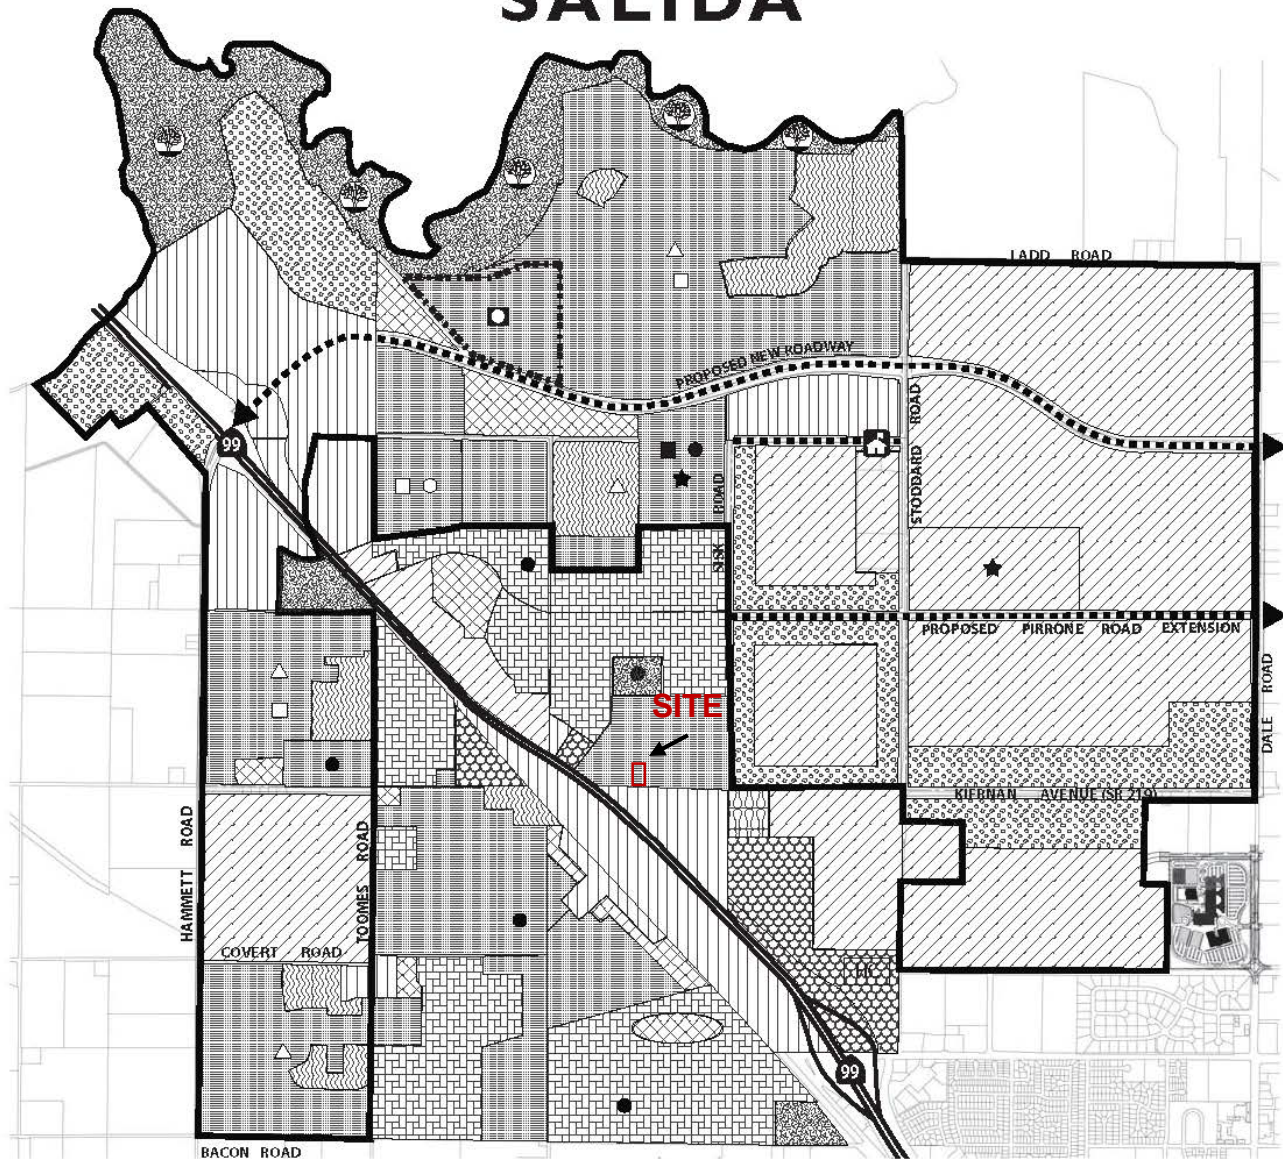 SALIDA
LADD ROAD
PROPOSED NEW ROADWAY
99
STODDARD ROAD
SISK ROAD
PROPOSED PIRRONE ROAD EXTENSION
SITE
DALE ROAD
KIERNAN AVENUE (SR 219)
HAMMETT ROAD
TOOMES ROAD
COVERT ROAD
99
BACON ROAD